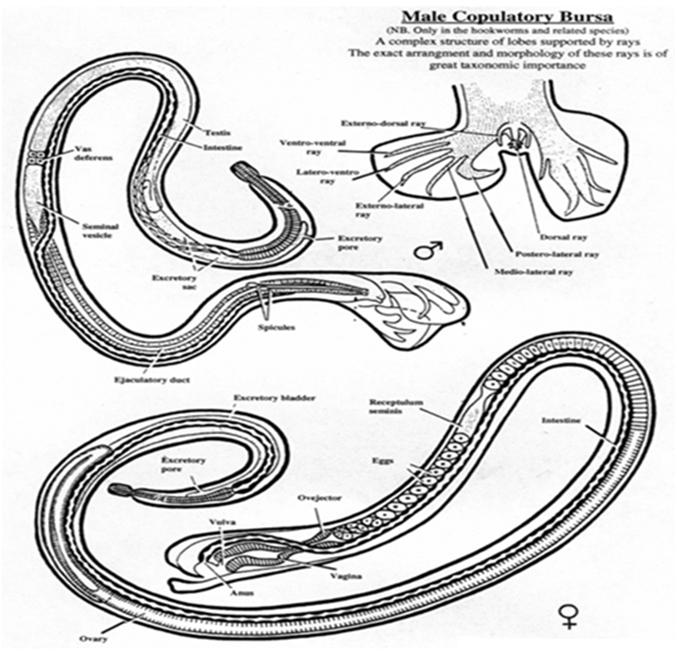 Male Copulatory Bursa
(NB. Only in the hookworms and related species)
A complex structure of lobes supported by rays
The exact arrangment and morphology of these rays is of
great taxonomic importance
Externo-dorsal ray
Ventro-ventral
ray
Latero-ventro
ray
Externo-lateral
ray
Dorsal ray
Postero-lateral ray
Medio-lateral ray
Testis
Intestine
Vas
deferens
Seminal
vesicle
Excretory
pore
Excretory
sac
Spicules
Ejaculatory duct
Excretory bladder
Receptulum
seminis
Intestine
Excretory
pore
Eggs
Ovejector
Vulva
Vagina
Anus
Ovary